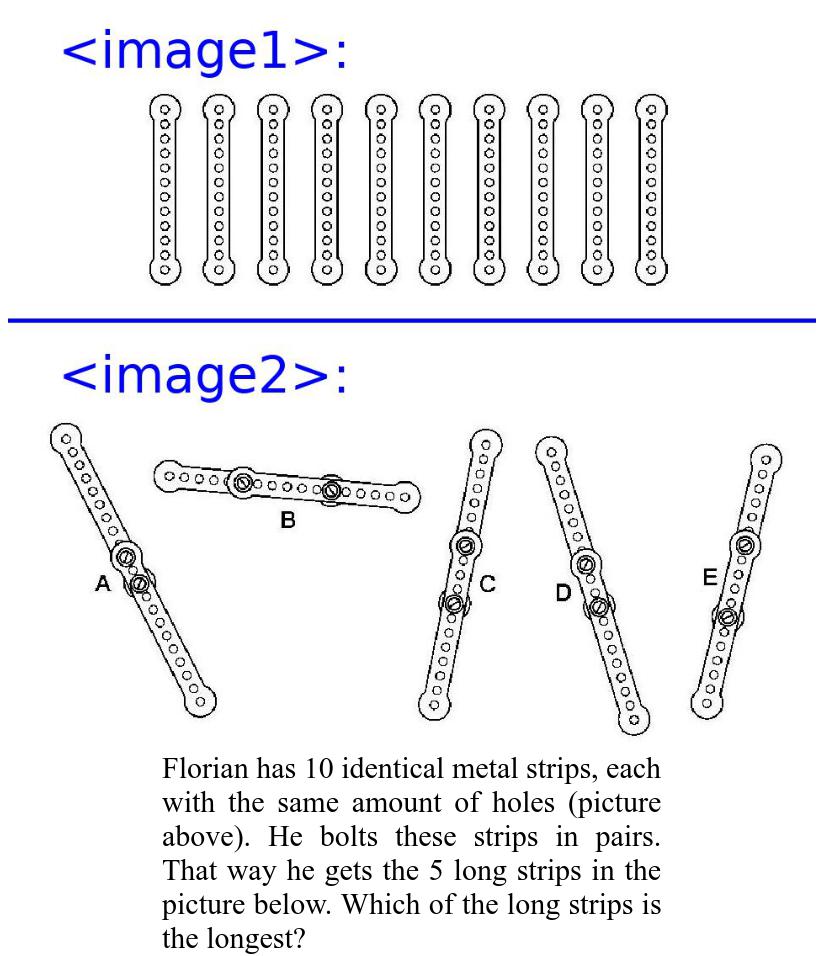 <image1>:
<image2>:
A
B
C
D
E
Florian has 10 identical metal strips, each
with the same amount of holes (picture
above). He bolts these strips in pairs.
That way he gets the 5 long strips in the
picture below. Which of the long strips is
the longest?